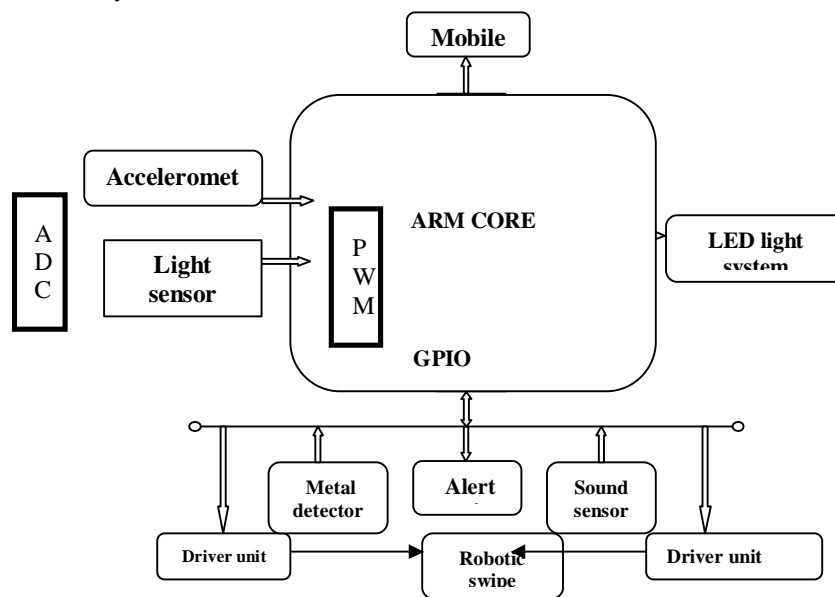 Mobile
Acceleromet
A
D
C
Light
sensor
P
W
M
ARM CORE
GPIO
LED light
system
Metal
detector
Alert
Sound
sensor
Driver unit
Robotic
swipe
Driver unit